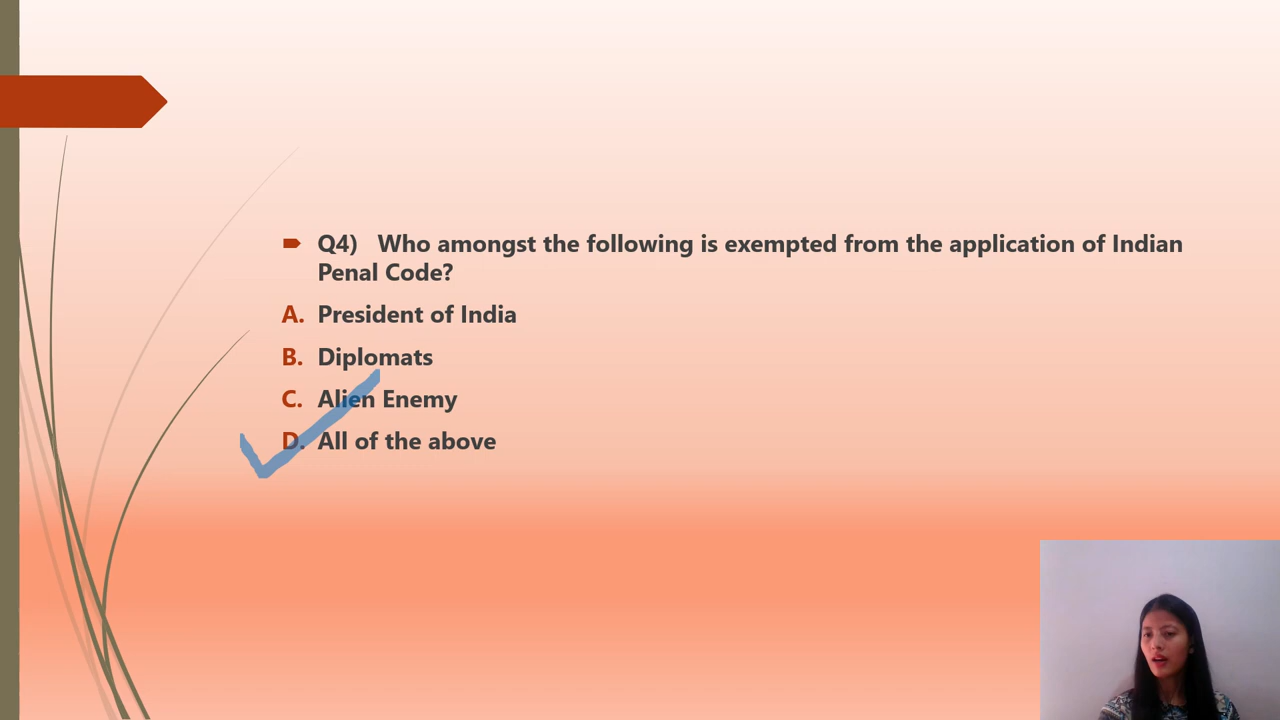 Q4) Who amongst the following is exempted from the application of Indian
Penal Code?
A. President of India
B. Diplomats
C. Alien Enemy
D. All of the above